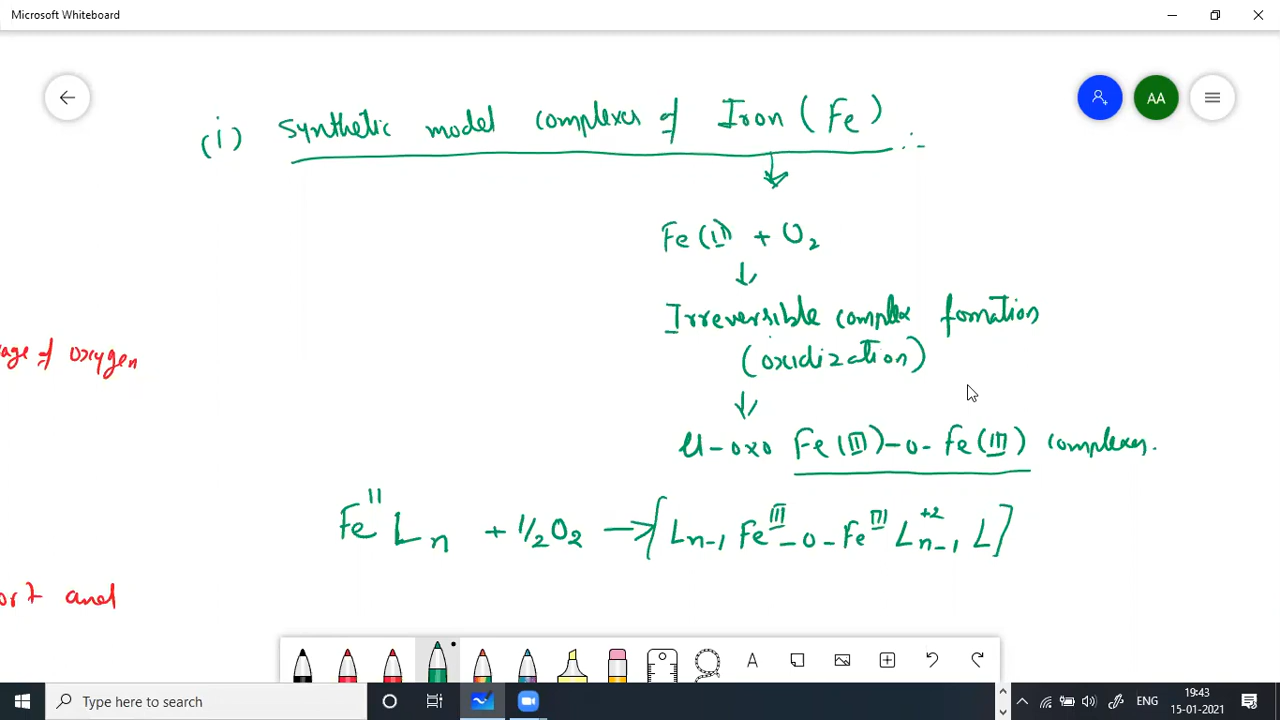 Microsoft Whiteboard
AA
(i) Synthetic model complexes of Iron (Fe) :-
Fe(II) + O2
Irreversible complex formation
(oxidization)
age of oxygen
μ-oxo Fe(III)-O-Fe(III) complexes.
Fe^II Ln + 1/2 O2 → [Ln-1 Fe^III - O - Fe^III L^+2 n-1 L]
ort and
A
Type here to search
ENG
19:43
15-01-2021